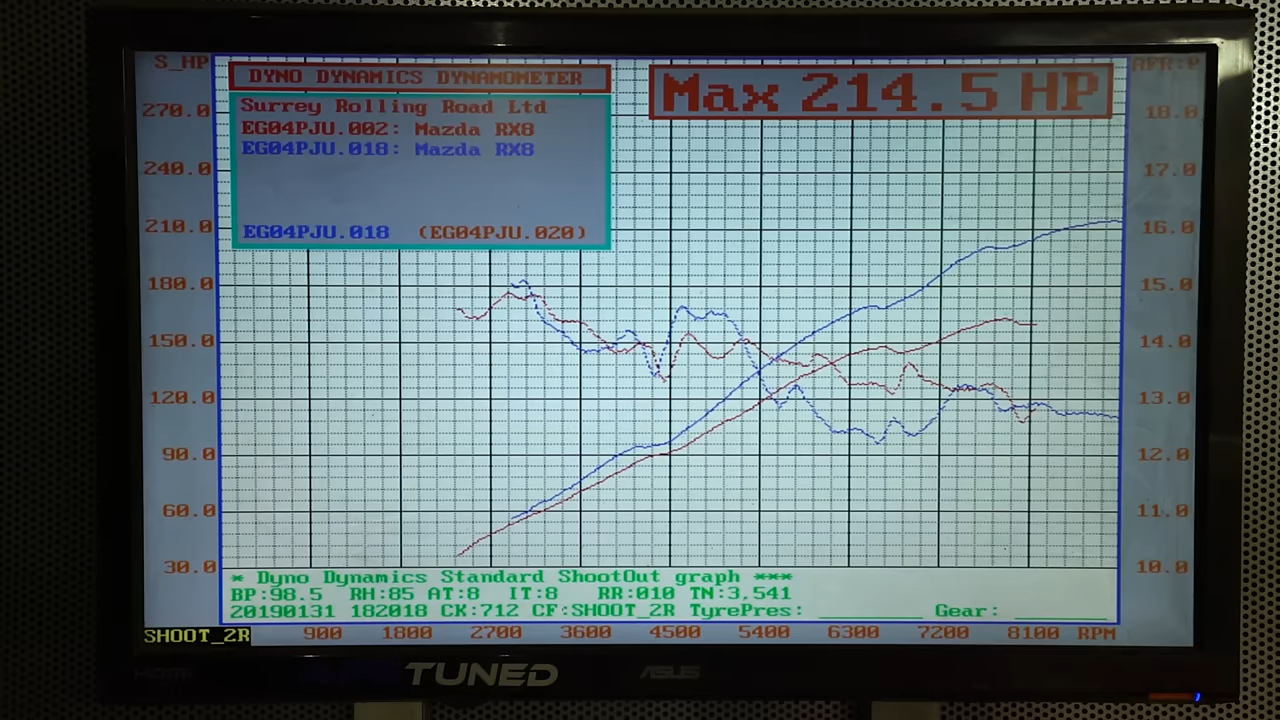 S_HP
DYNO DYNAMICS DYNAMOMETER
Max 214.5 HP
AFR:P
Surrey Rolling Road Ltd
EG04PJU.002: Mazda RX8
EG04PJU.018: Mazda RX8
EG04PJU.018 (EG04PJU.020)
270.0
240.0
210.0
180.0
150.0
120.0
90.0
60.0
30.0
18.0
17.0
16.0
15.0
14.0
13.0
12.0
11.0
10.0
* Dyno Dynamics Standard ShootOut graph ***
BP:98.5 RH:85 AT:8 IT:8 RR:010 TN:3,541
20190131 182018 CK:712 CF:SHOOT_2R TyrePres: ________ Gear: _______
SHOOT_2R 900 1800 2700 3600 4500 5400 6300 7200 8100 RPM
HDMI
TUNED
ASUS